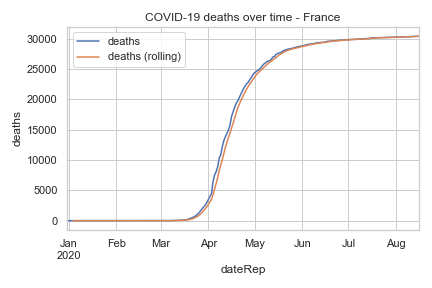 COVID-19 deaths over time - France
deaths
deaths (rolling)
30000
25000
20000
15000
10000
5000
0
deaths
Jan Feb Mar Apr May Jun Jul Aug
2020
dateRep